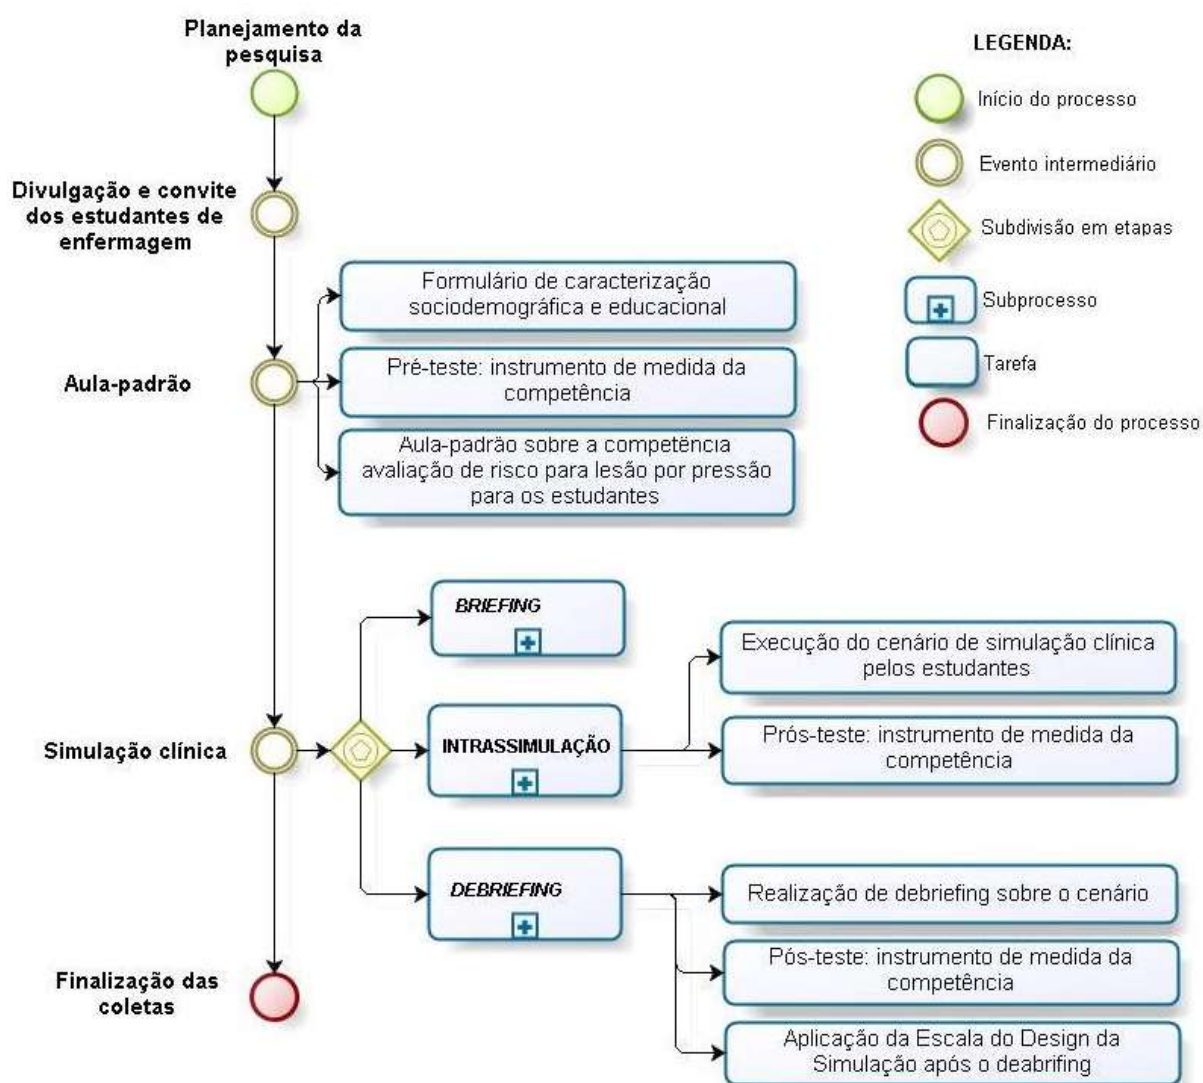 Planejamento da
pesquisa
LEGENDA:
Início do processo
Evento intermediário
Subdivisão em etapas
Subprocesso
Tarefa
Finalização do processo
Divulgação e convite
dos estudantes de
enfermagem
Aula-padrão
Formulário de caracterização
sociodemográfica e educacional
Pré-teste: instrumento de medida da
competência
Aula-padrão sobre a competência
avaliação de risco para lesão por pressão
para os estudantes
Simulação clínica
BRIEFING
INTRASSIMULAÇÃO
Execução do cenário de simulação clínica
pelos estudantes
Prós-teste: instrumento de medida da
competência
DEBRIEFING
Realização de debriefing sobre o cenário
Pós-teste: instrumento de medida da
competência
Aplicação da Escala do Design da
Simulação após o deabrifing
Finalização das
coletas